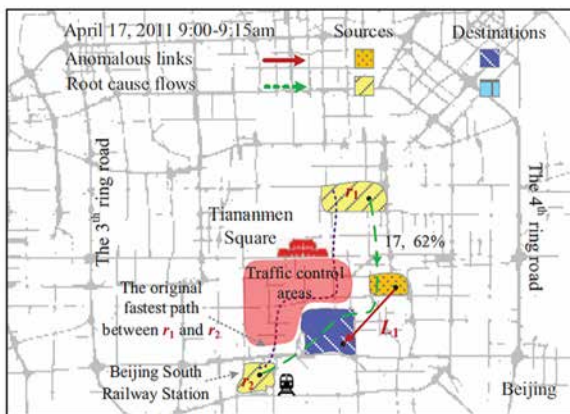 April 17, 2011 9:00-9:15am
Sources
Destinations
Anomalous links
Root cause flows
The 3th ring road
The 4th ring road
r1
Tiananmen
Square
17, 62%
Traffic control
areas
The original
fastest path
between r1 and r2
L1
Beijing South
Railway Station
r2
Beijing